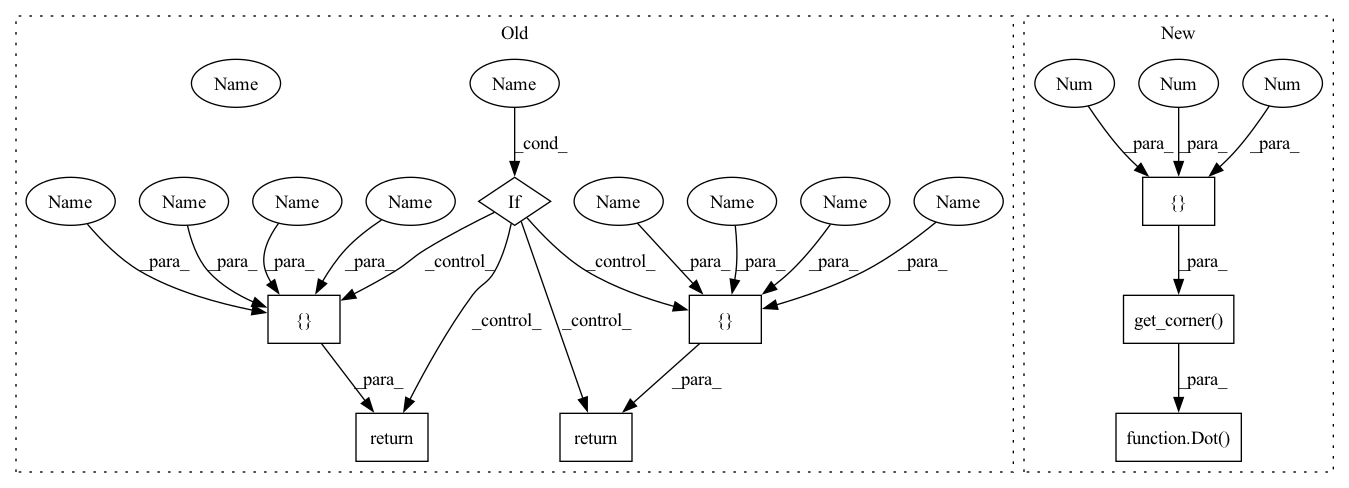 Old
New
Name
Name
Num
Num
Num
_cond_
_para_
_para_
_para_
Name
Name
Name
Name
If
Name
Name
Name
Name
{}
_para_
_para_
_para_
_para_
_control_
_control_
_para_
_para_
_para_
_para_
_para_
{}
_control_
_control_
{}
get_corner()
_para_
_para_
_para_
return
return
function.Dot()